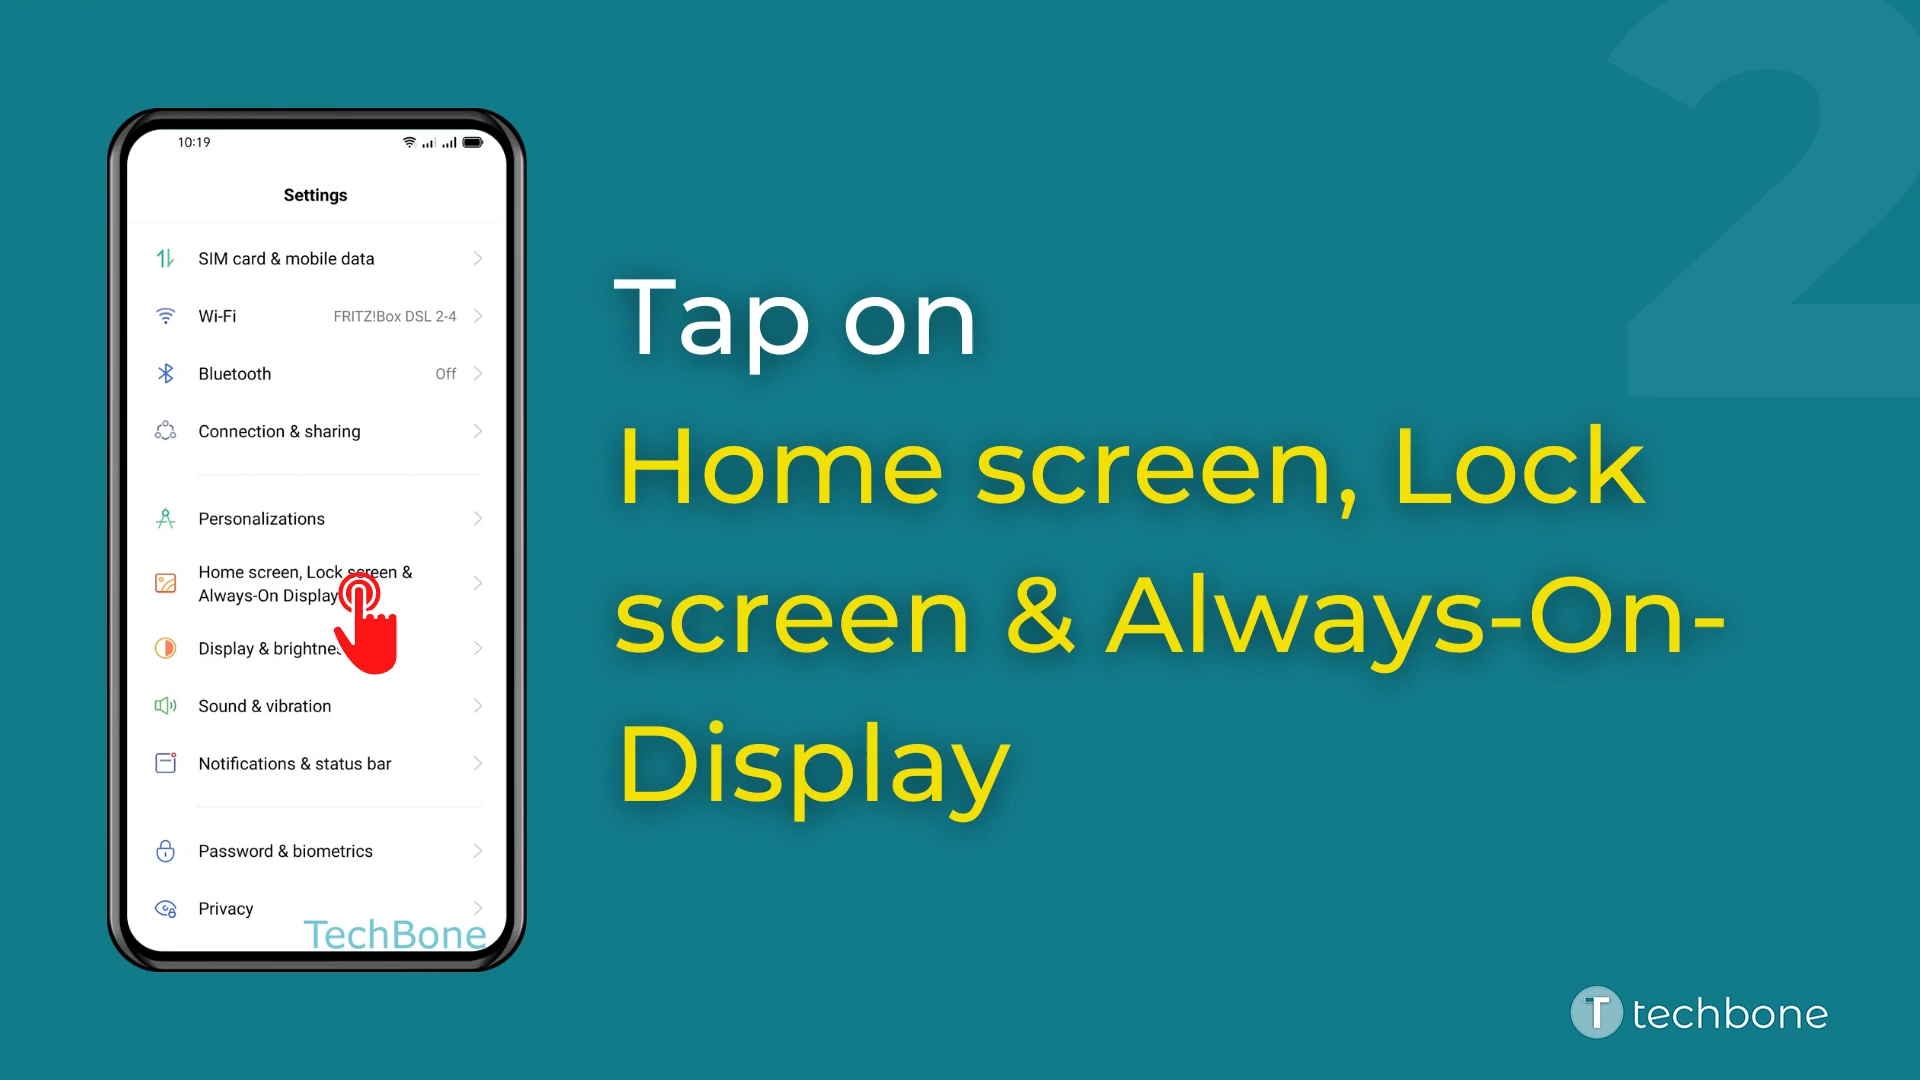 2
10:19
Settings
SIM card & mobile data
Wi-Fi FRITZ!Box DSL 2-4
Bluetooth Off
Connection & sharing
Personalizations
Home screen, Lock screen &
Always-On Display
Display & brightness
Sound & vibration
Notifications & status bar
Password & biometrics
Privacy
TechBone
Tap on
Home screen, Lock
screen & Always-On-
Display
T techbone